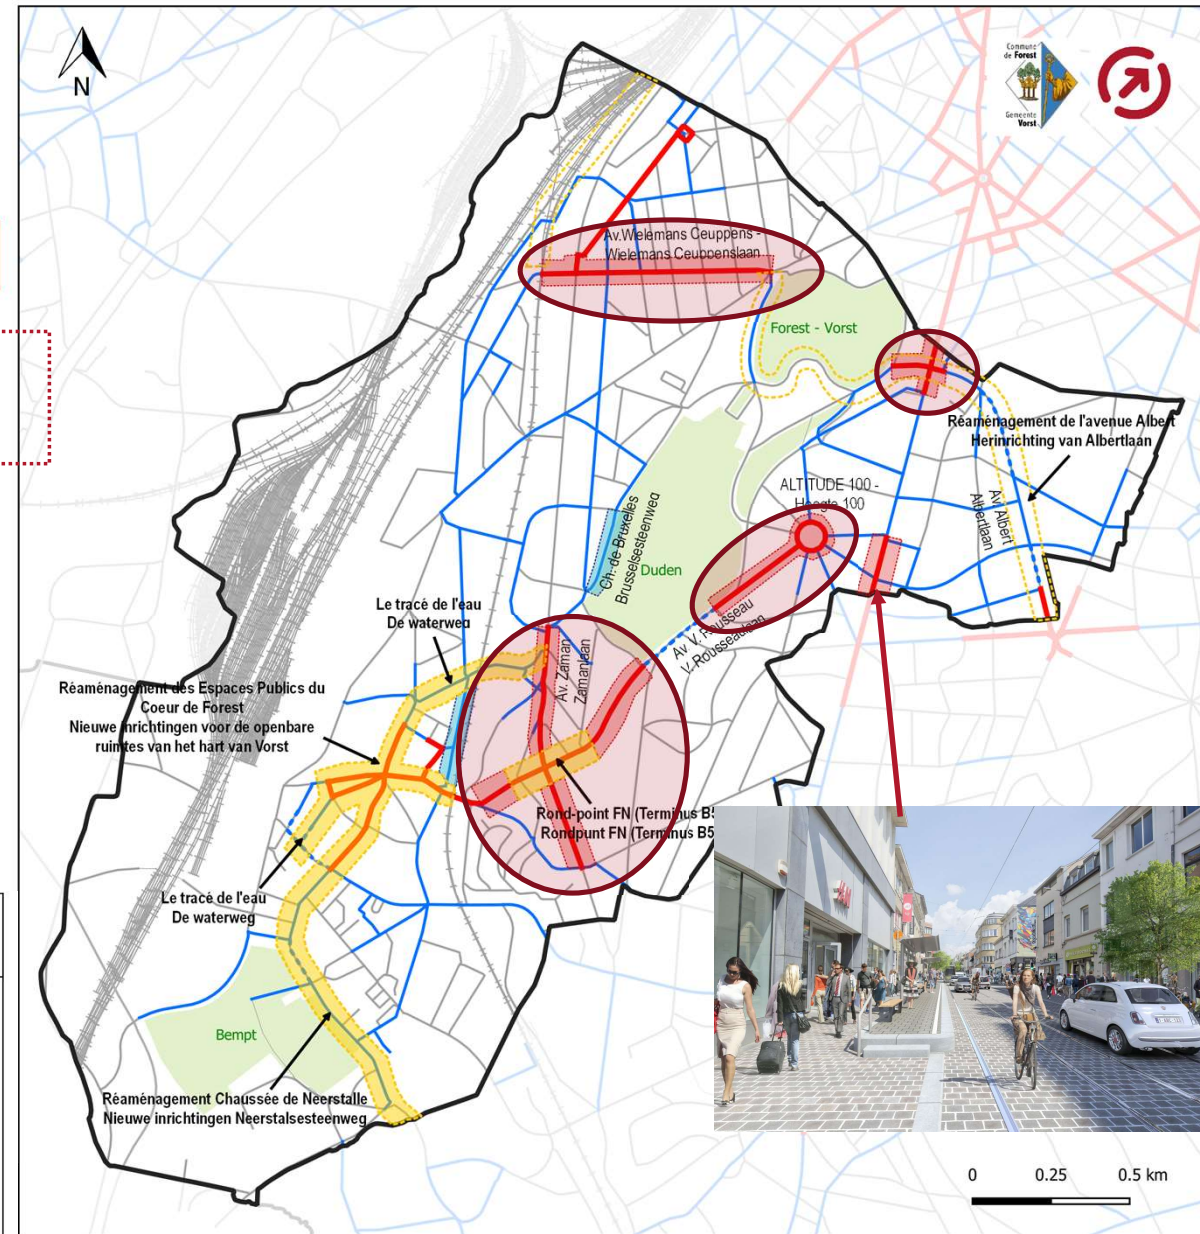 N
Commune
de Forest
Gemeente
Vorst
Av.Wielemans Ceuppens -
Wielemans Ceuppenslaan
Forest - Vorst
Réaménagement de l'avenue Albert
Herinrichting van Albertlaan
ALTITUDE 100 -
Hoogte 100
Av. Albert
Albertlaan
Ch. de Bruxelles
Brusselsesteenweg
Duden
Le tracé de l'eau
De waterweg
Av. V. Rousseau
V. Rousseaulaan
Av. Zaman
Zamanlaan
Réaménagement des Espaces Publics du
Coeur de Forest
Nieuwe inrichtingen voor de openbare
ruimtes van het hart van Vorst
Rond-point FN (Terminus B5
Rondpunt FN (Terminus B5
Le tracé de l'eau
De waterweg
H&M
Bempt
Réaménagement Chaussée de Neerstalle
Nieuwe inrichtingen Neerstalsesteenweg
0 0.25 0.5 km